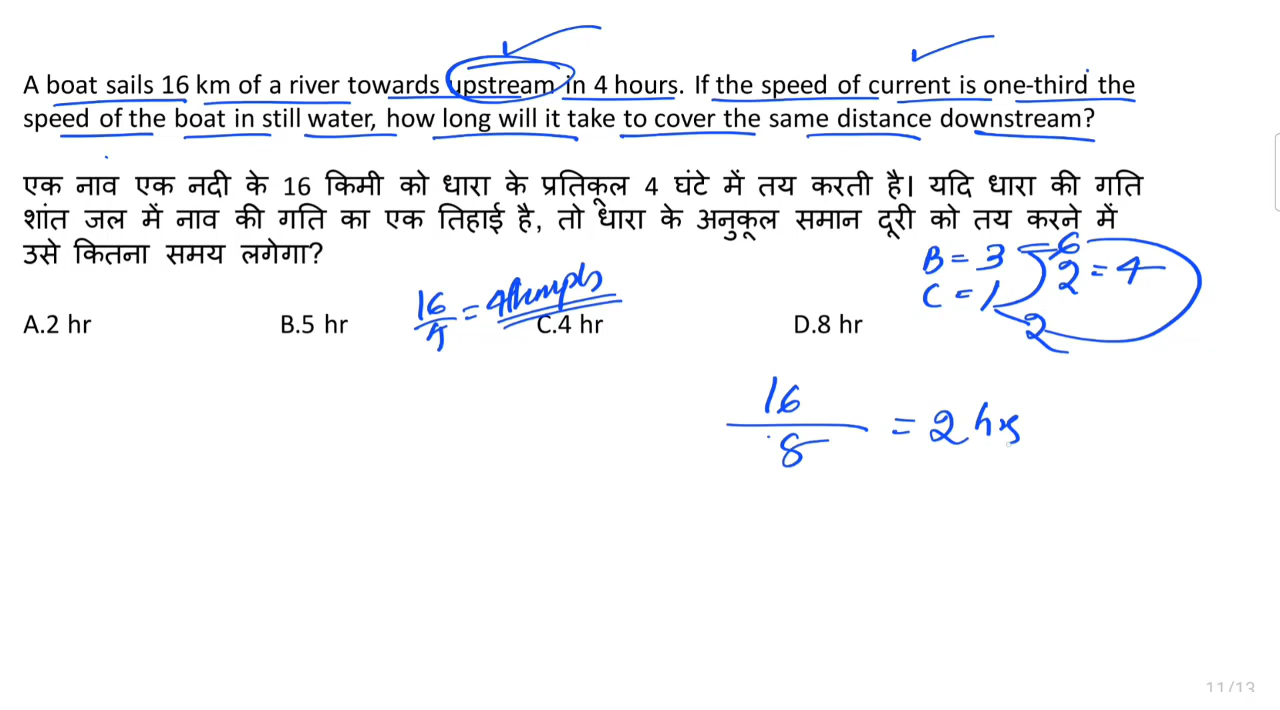 A boat sails 16 km of a river towards upstream in 4 hours. If the speed of current is one-third the
speed of the boat in still water, how long will it take to cover the same distance downstream?
एक नाव एक नदी के 16 किमी को धारा के प्रतिकूल 4 घंटे में तय करती है। यदि धारा की गति
शांत जल में नाव की गति का एक तिहाई है, तो धारा के अनुकूल समान दूरी को तय करने में
उसे कितना समय लगेगा?
B = 3 6
C = 1 2 = 4
2
16/4 = 4kmph
A.2 hr B.5 hr C.4 hr D.8 hr
16/8 = 2 hrs
11/13